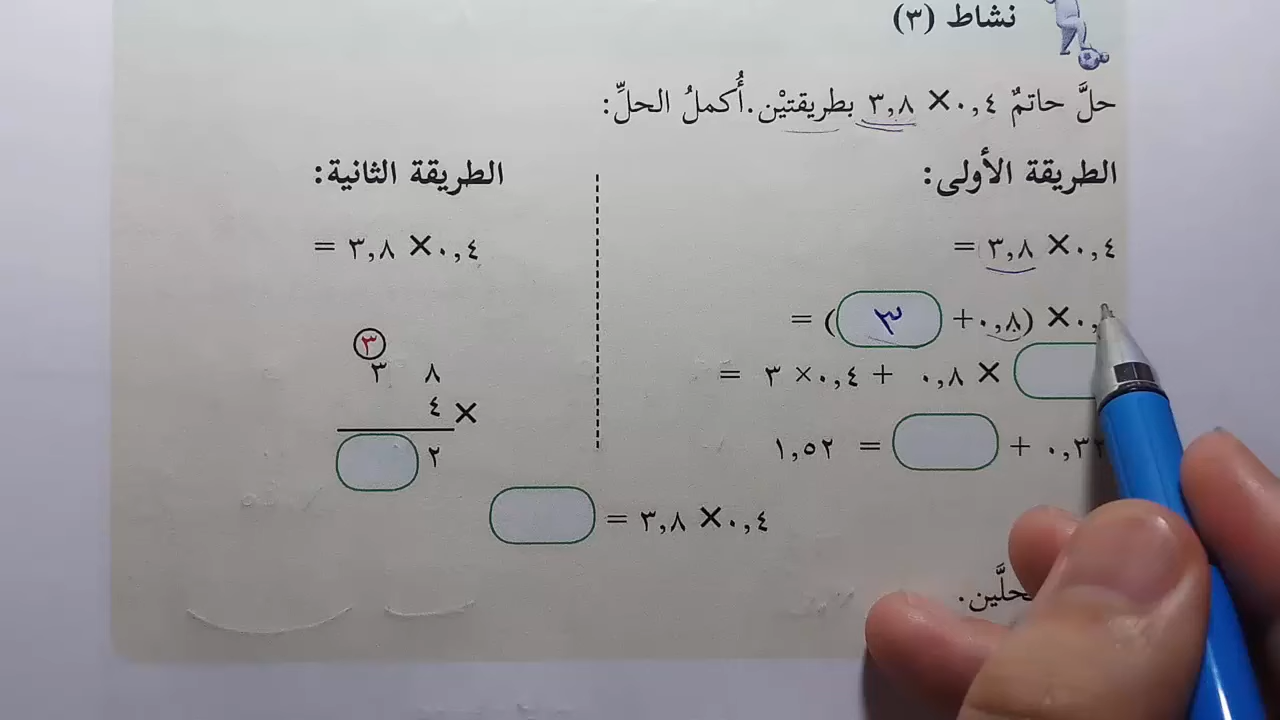 نشاط (٣)
حلَّ حاتمٌ ٠,٤ × ٣,٨ بطريقتيْن. أُكملُ الحلِّ:
الطريقة الأولى:
٠,٤ × ٣,٨ =
٠, × (٠,٨ + ٣) =
× ٠,٨ + ٠,٤ × ٣ =
٠,٣٢ + = ١,٥٢
الطريقة الثانية:
٠,٤ × ٣,٨ =
٣
٣ ٨
× ٤
٢
٠,٤ × ٣,٨ =
حلَّين.